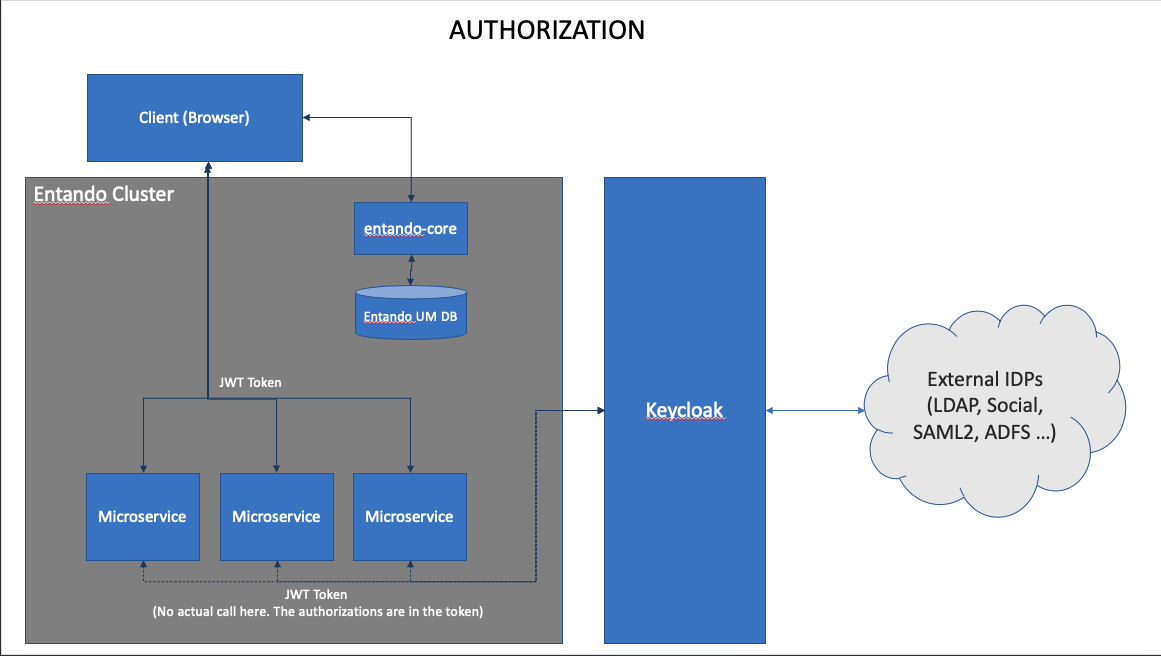 AUTHORIZATION
Client (Browser)
Entando Cluster
entando-core
Entando UM DB
JWT Token
Keycloak
External IDPs
(LDAP, Social,
SAML2, ADFS ...)
Microservice
Microservice
Microservice
JWT Token
(No actual call here. The authorizations are in the token)